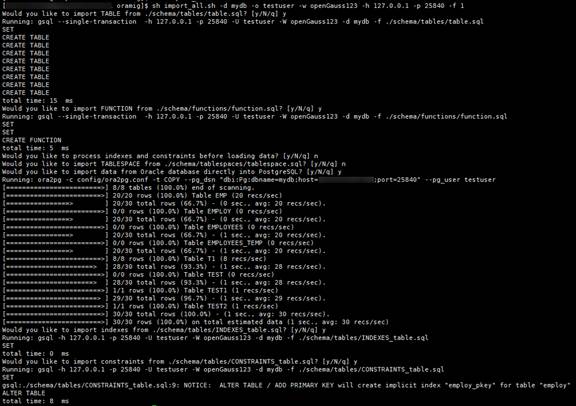 [ oramig]$ sh import_all.sh -d mydb -o testuser -w openGauss123 -h 127.0.0.1 -p 25840 -f 1
Would you like to import TABLE from ./schema/tables/table.sql? [y/N/q] y
Running: gsql --single-transaction  -h 127.0.0.1 -p 25840 -U testuser -W openGauss123 -d mydb -f ./schema/tables/table.sql
SET
CREATE TABLE
CREATE TABLE
CREATE TABLE
CREATE TABLE
CREATE TABLE
CREATE TABLE
CREATE TABLE
CREATE TABLE
total time: 15  ms
Would you like to import FUNCTION from ./schema/functions/function.sql? [y/N/q] y
Running: gsql --single-transaction  -h 127.0.0.1 -p 25840 -U testuser -W openGauss123 -d mydb -f ./schema/functions/function.sql
SET
SET
CREATE FUNCTION
total time: 5  ms
Would you like to process indexes and constraints before loading data? [y/N/q] n
Would you like to import TABLESPACE from ./schema/tablespaces/tablespace.sql? [y/N/q] n
Would you like to import data from Oracle database directly into PostgreSQL? [y/N/q] y
Running: ora2pg -c config/ora2pg.conf -t COPY --pg_dsn "dbi:Pg:dbname=mydb;host= ;port=25840" --pg_user testuser
[========================>] 8/8 tables (100.0%) end of scanning.
[========================>] 20/20 rows (100.0%) Table EMP (20 recs/sec)
[================>        ] 20/30 total rows (66.7%) - (0 sec., avg: 20 recs/sec).
[========================>] 0/0 rows (100.0%) Table EMPLOY (0 recs/sec)
[================>        ] 20/30 total rows (66.7%) - (0 sec., avg: 20 recs/sec).
[========================>] 0/0 rows (100.0%) Table EMPLOYEES (0 recs/sec)
[================>        ] 20/30 total rows (66.7%) - (1 sec., avg: 20 recs/sec).
[========================>] 0/0 rows (100.0%) Table EMPLOYEES_TEMP (0 recs/sec)
[================>        ] 20/30 total rows (66.7%) - (1 sec., avg: 20 recs/sec).
[========================>] 8/8 rows (100.0%) Table T1 (8 recs/sec)
[======================>  ] 28/30 total rows (93.3%) - (1 sec., avg: 28 recs/sec).
[========================>] 0/0 rows (100.0%) Table TEST (0 recs/sec)
[======================>  ] 28/30 total rows (93.3%) - (1 sec., avg: 28 recs/sec).
[========================>] 1/1 rows (100.0%) Table TEST1 (1 recs/sec)
[=======================> ] 29/30 total rows (96.7%) - (1 sec., avg: 29 recs/sec).
[========================>] 1/1 rows (100.0%) Table TEST2 (1 recs/sec)
[========================>] 30/30 total rows (100.0%) - (1 sec., avg: 30 recs/sec).
[========================>] 30/30 rows (100.0%) on total estimated data (1 sec., avg: 30 recs/sec)
Would you like to import indexes from ./schema/tables/INDEXES_table.sql? [y/N/q] y
Running: gsql -h 127.0.0.1 -p 25840 -U testuser -W openGauss123 -d mydb -f ./schema/tables/INDEXES_table.sql
SET
total time: 0  ms
Would you like to import constraints from ./schema/tables/CONSTRAINTS_table.sql? [y/N/q] y
Running: gsql -h 127.0.0.1 -p 25840 -U testuser -W openGauss123 -d mydb -f ./schema/tables/CONSTRAINTS_table.sql
SET
gsql:./schema/tables/CONSTRAINTS_table.sql:9: NOTICE:  ALTER TABLE / ADD PRIMARY KEY will create implicit index "employ_pkey" for table "employ"
ALTER TABLE
total time: 8  ms